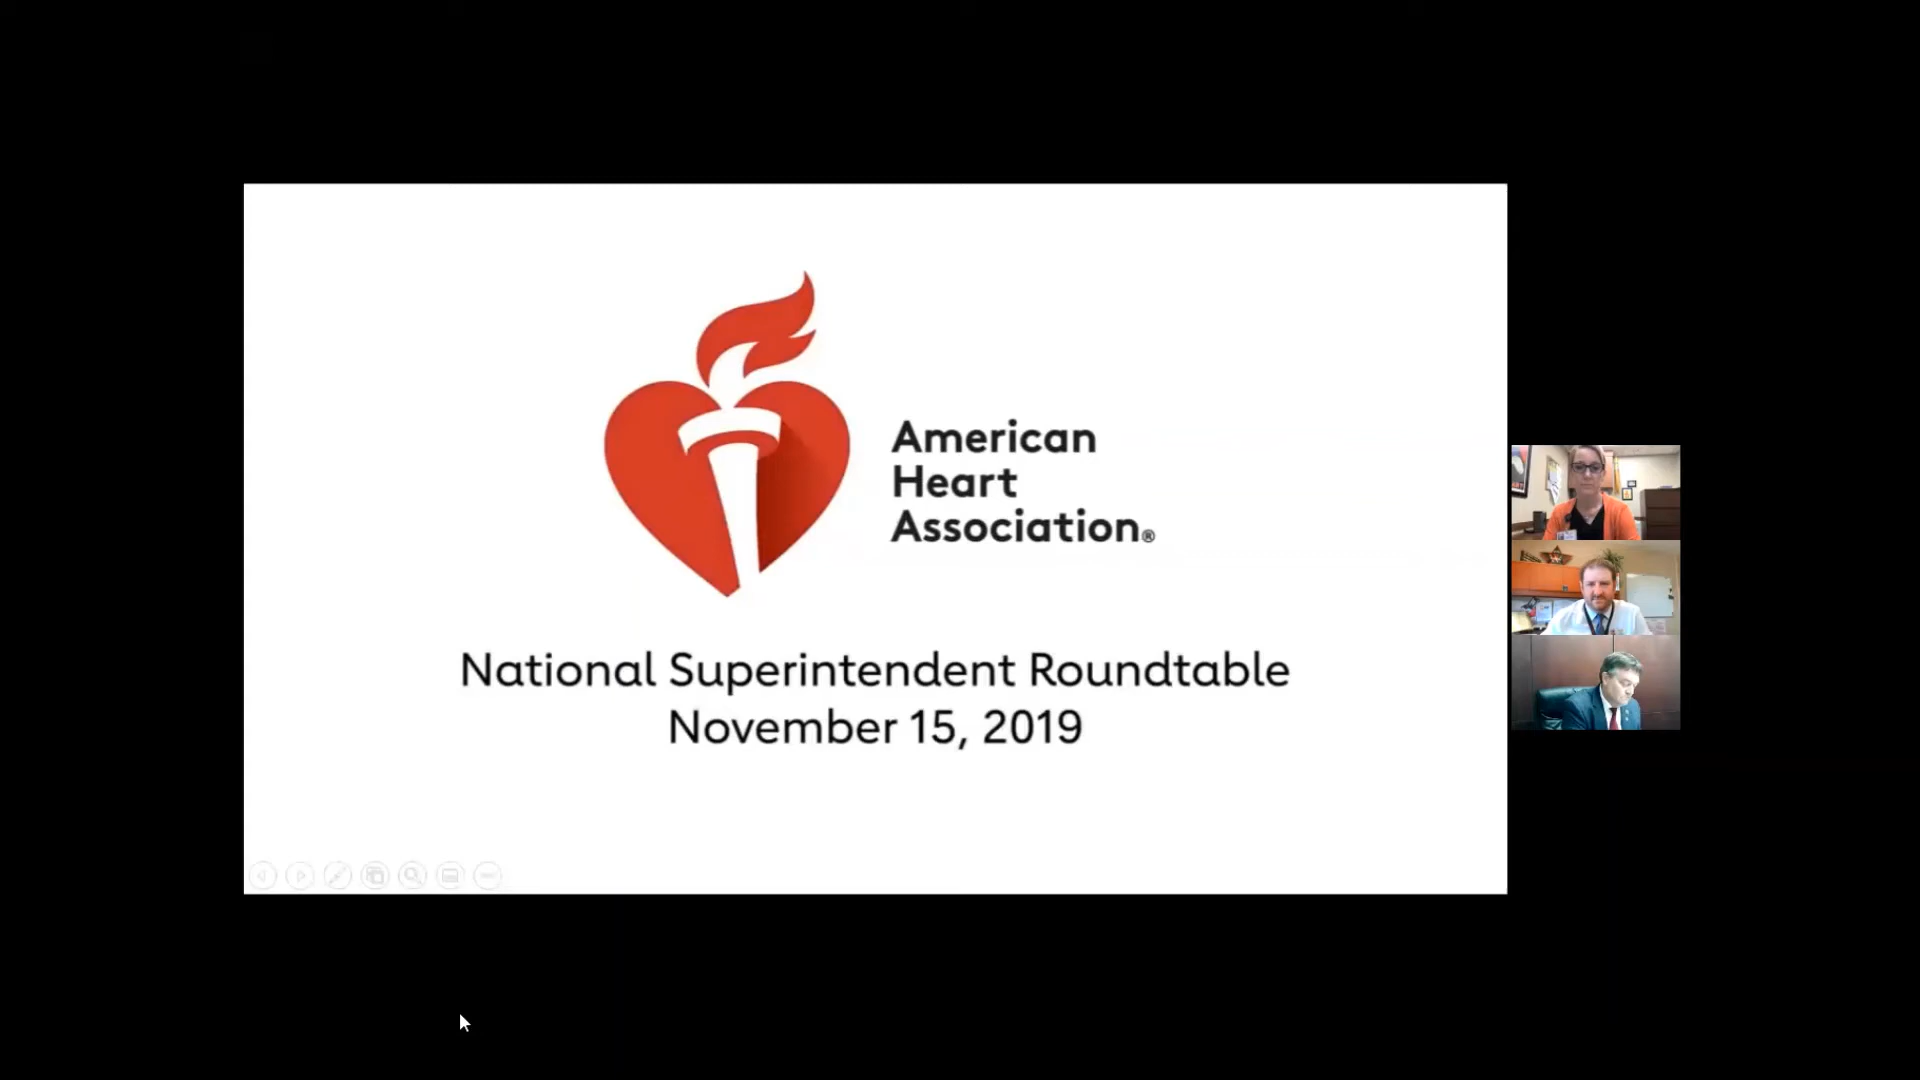 American
Heart
Association®
National Superintendent Roundtable
November 15, 2019